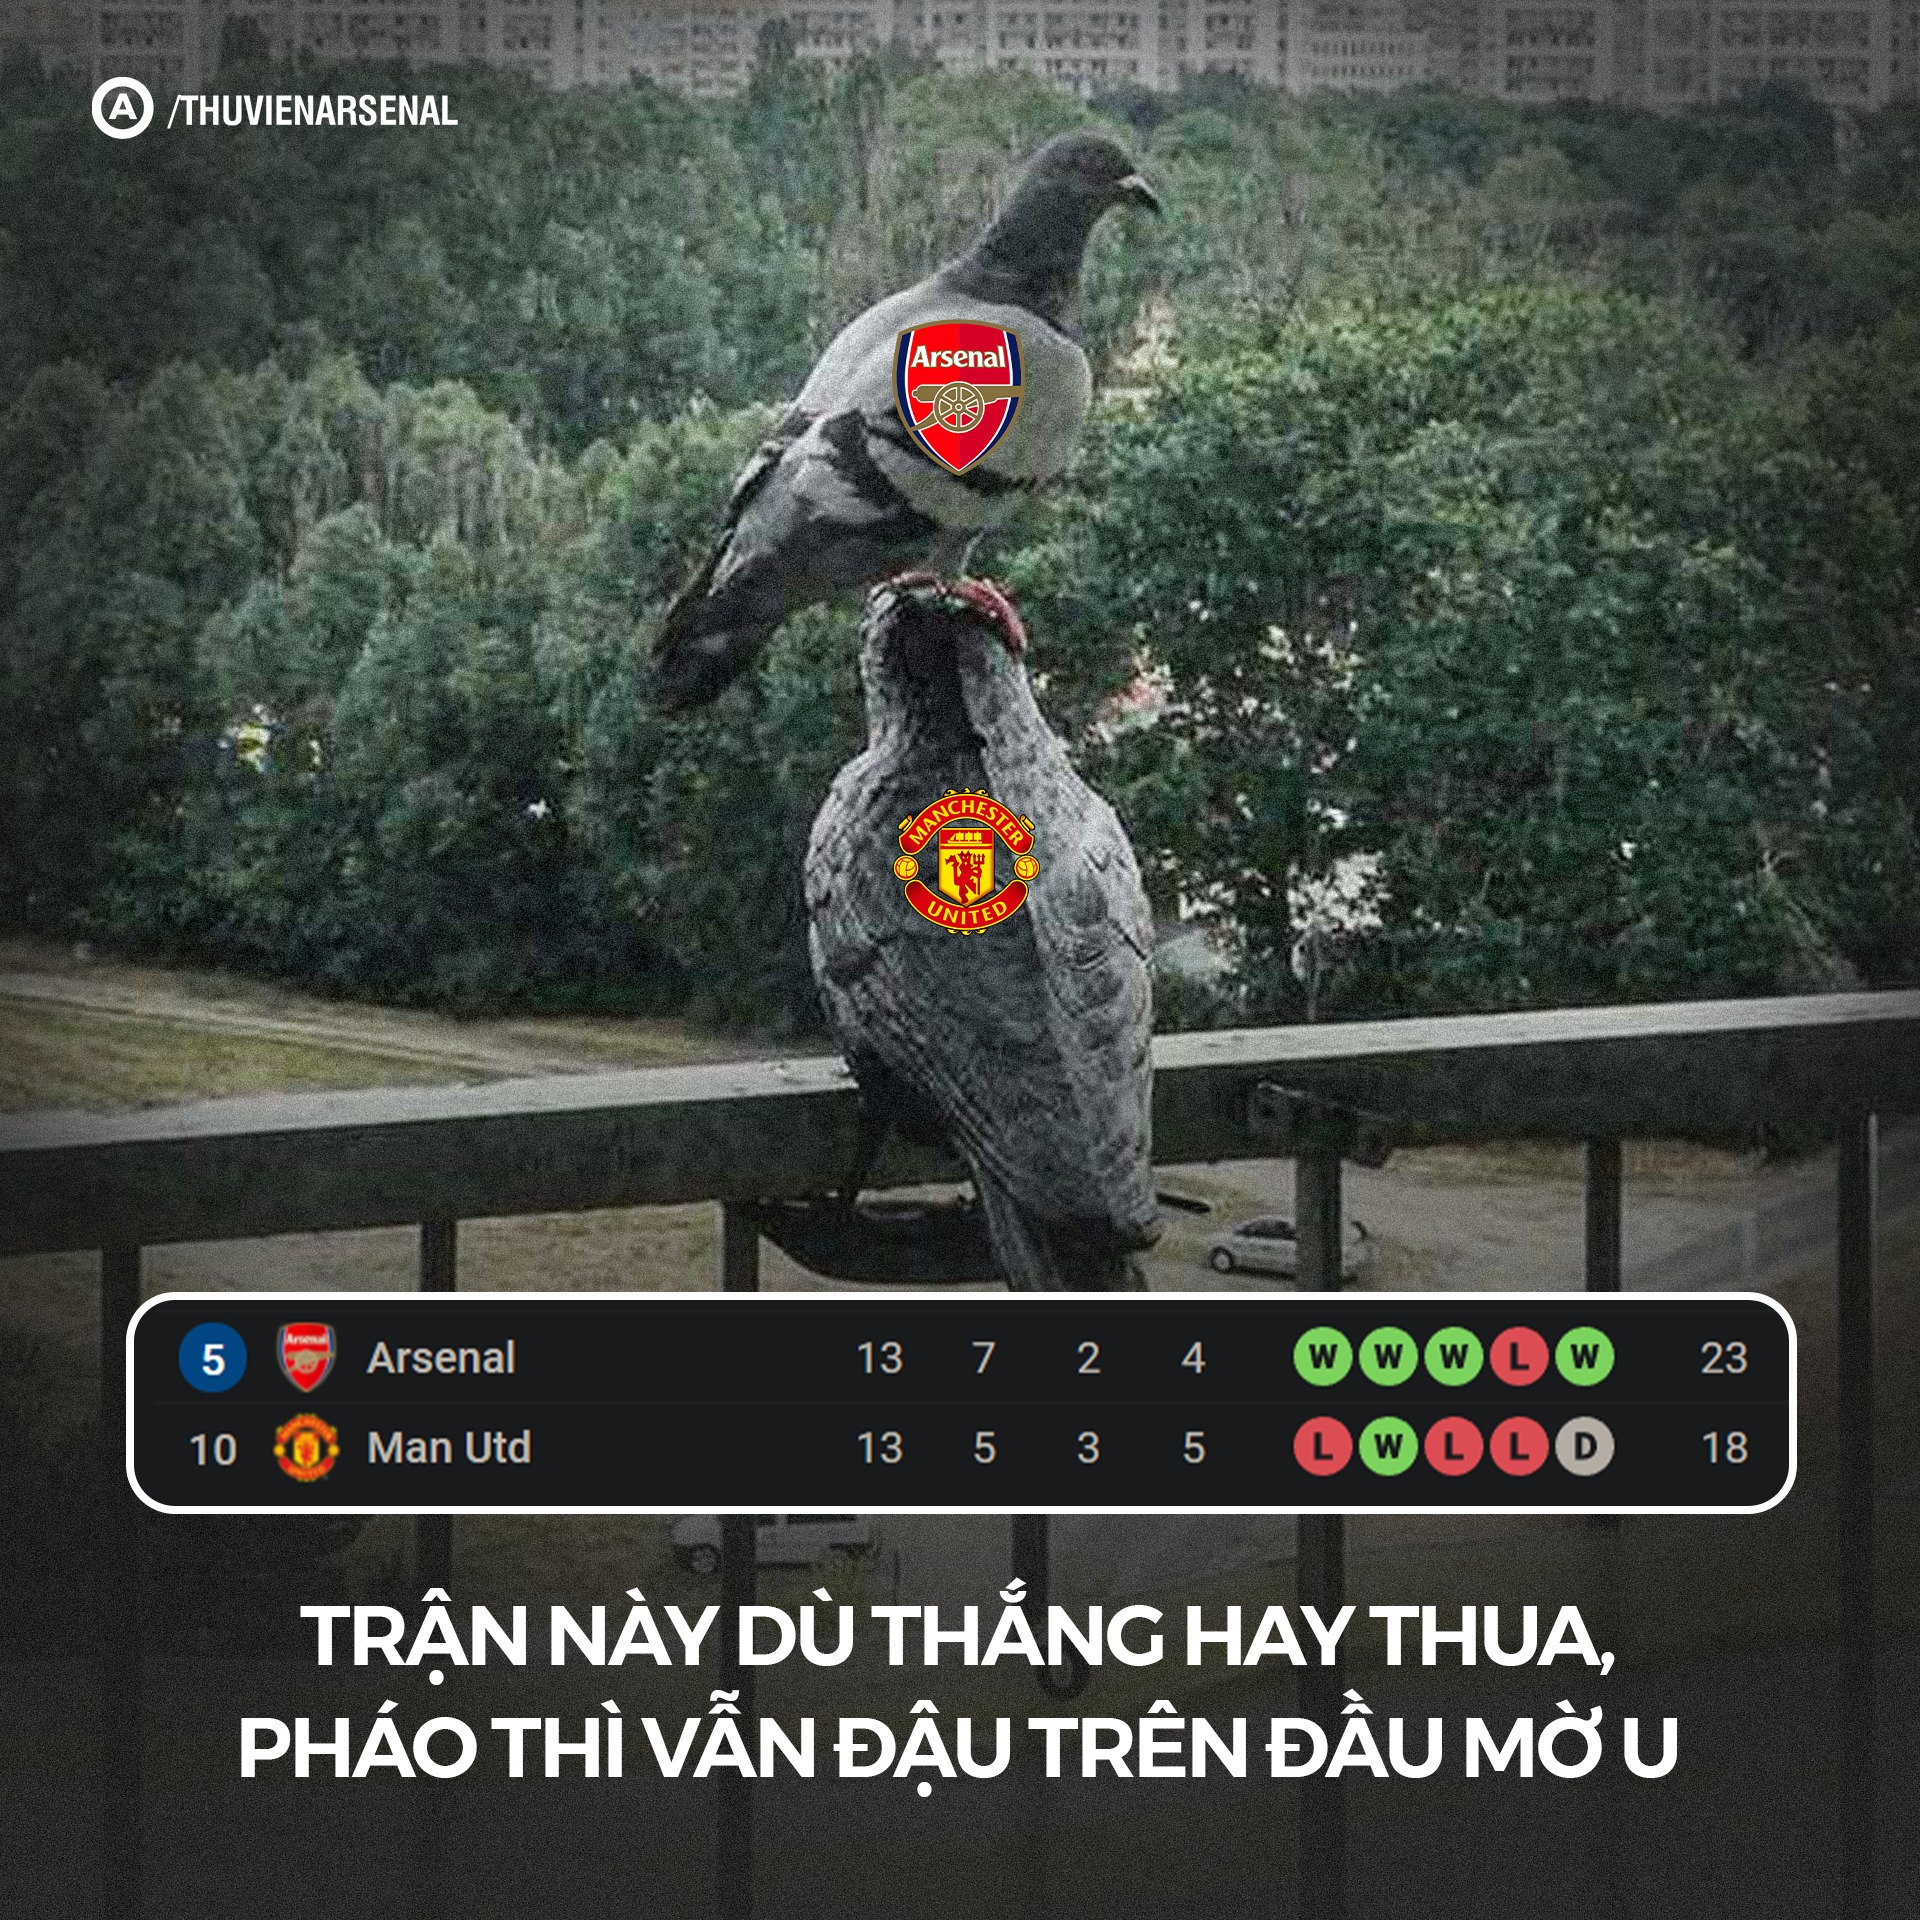 A /THUVIENARSENAL
Arsenal
MANCHESTER
UNITED
5 Arsenal 13 7 2 4 W W W L W 23
10 Man Utd 13 5 3 5 L W L L D 18
TRẬN NÀY DÙ THẮNG HAY THUA,
PHÁO THÌ VẪN ĐẬU TRÊN ĐẦU MỜ U